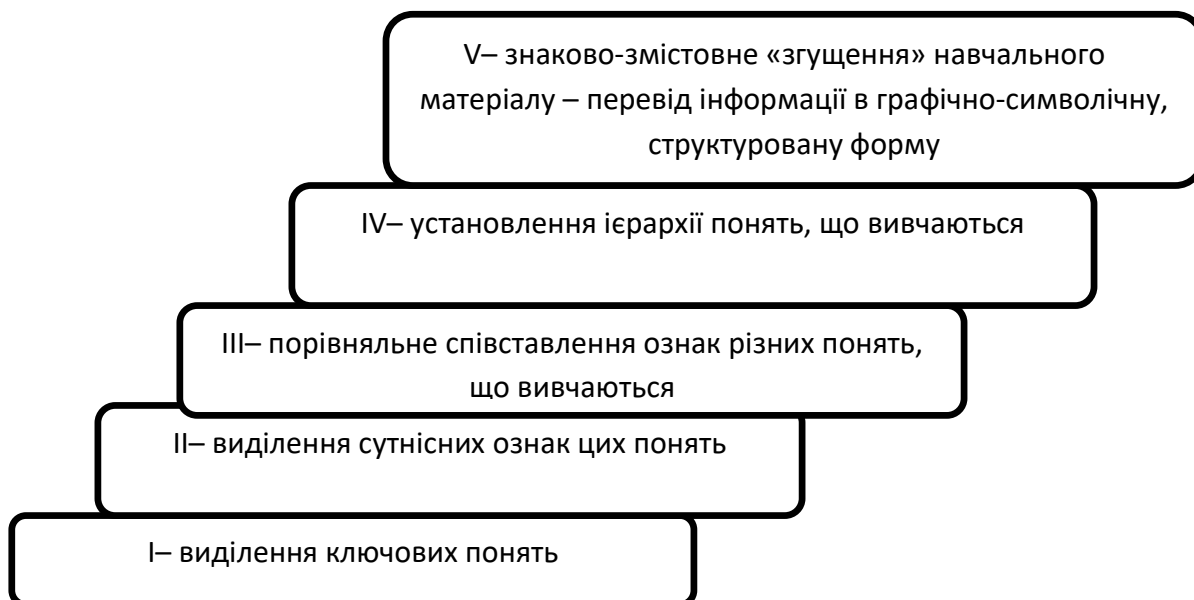 V– знаково-змістовне «згущення» навчального
матеріалу – перевід інформації в графічно-символічну,
структуровану форму
IV– установлення ієрархії понять, що вивчаються
III– порівняльне співставлення ознак різних понять,
що вивчаються
II– виділення сутнісних ознак цих понять
I– виділення ключових понять